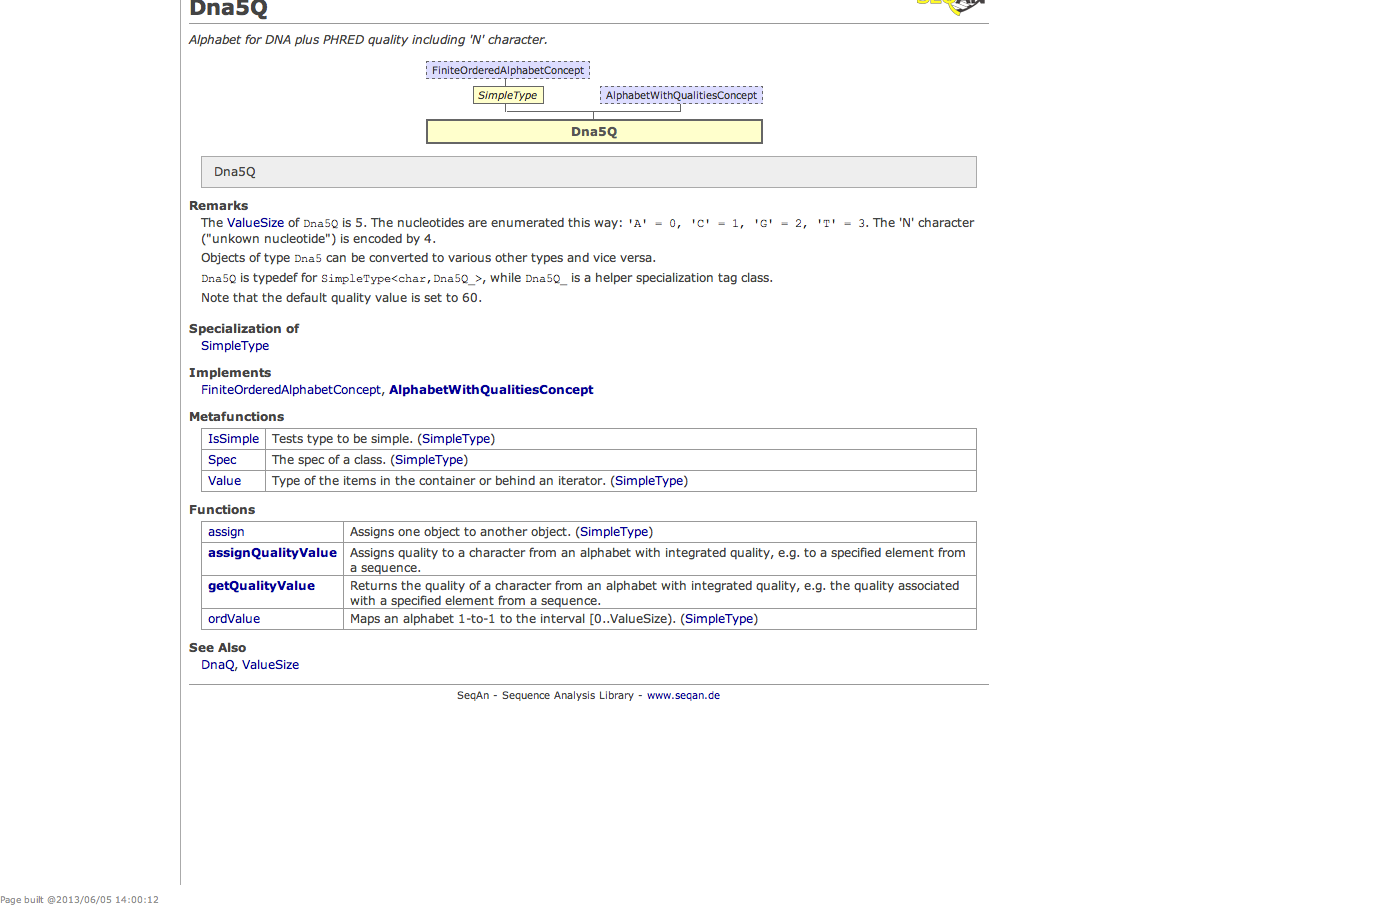 Dna5Q
SEQAN
Alphabet for DNA plus PHRED quality including 'N' character.
FiniteOrderedAlphabetConcept
SimpleType
AlphabetWithQualitiesConcept
Dna5Q
Dna5Q
Remarks
The ValueSize of Dna5Q is 5. The nucleotides are enumerated this way: 'A' = 0, 'C' = 1, 'G' = 2, 'T' = 3. The 'N' character
("unkown nucleotide") is encoded by 4.
Objects of type Dna5 can be converted to various other types and vice versa.
Dna5Q is typedef for SimpleType<char,Dna5Q_>, while Dna5Q_ is a helper specialization tag class.
Note that the default quality value is set to 60.
Specialization of
SimpleType
Implements
FiniteOrderedAlphabetConcept, AlphabetWithQualitiesConcept
Metafunctions
IsSimple Tests type to be simple. (SimpleType)
Spec The spec of a class. (SimpleType)
Value Type of the items in the container or behind an iterator. (SimpleType)
Functions
assign Assigns one object to another object. (SimpleType)
assignQualityValue Assigns quality to a character from an alphabet with integrated quality, e.g. to a specified element from
a sequence.
getQualityValue Returns the quality of a character from an alphabet with integrated quality, e.g. the quality associated
with a specified element from a sequence.
ordValue Maps an alphabet 1-to-1 to the interval [0..ValueSize). (SimpleType)
See Also
DnaQ, ValueSize
SeqAn - Sequence Analysis Library - www.seqan.de
Page built @2013/06/05 14:00:12